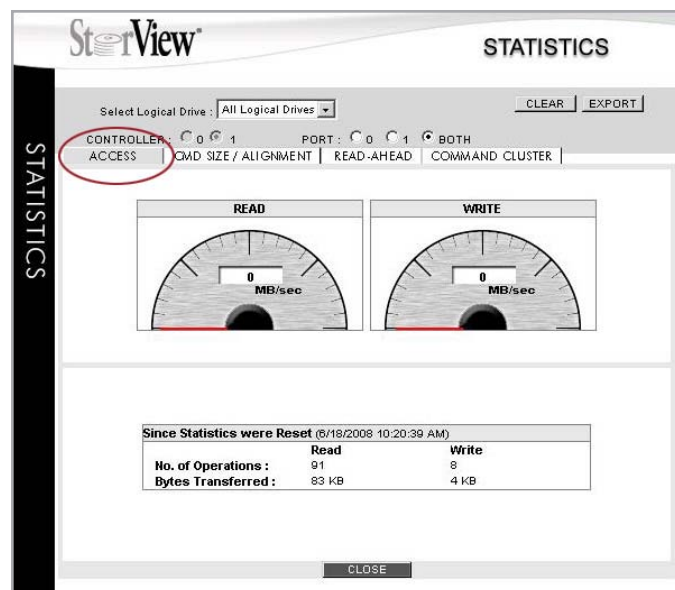 StorView
STATISTICS
STATISTICS
Select Logical Drive : All Logical Drives
CLEAR EXPORT
CONTROLLER : 0 1 PORT : 0 1 BOTH
ACCESS CMD SIZE / ALIGNMENT READ-AHEAD COMMAND CLUSTER
READ WRITE
0 0
MB/sec MB/sec
Since Statistics were Reset (6/18/2008 10:20:39 AM)
Read Write
No. of Operations : 91 8
Bytes Transferred : 83 KB 4 KB
CLOSE